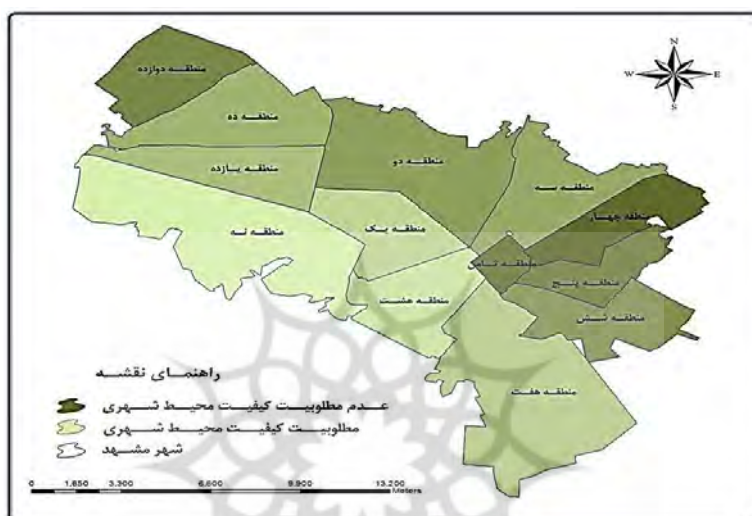 N
W E
S
منطقه دوازده
منطقه ده
منطقه دو
منطقه یازده
منطقه سه
منطقه چهار
منطقه یک
منطقه نه
منطقه ثامن
منطقه پنج
منطقه هشت
منطقه شش
منطقه هفت
راهنمای نقشه
عدم مطلوبیت کیفیت محیط شهری
مطلوبیت کیفیت محیط شهری
شهر مشهد
0 1.650 3.300 6.600 9.900 13.200
Meters